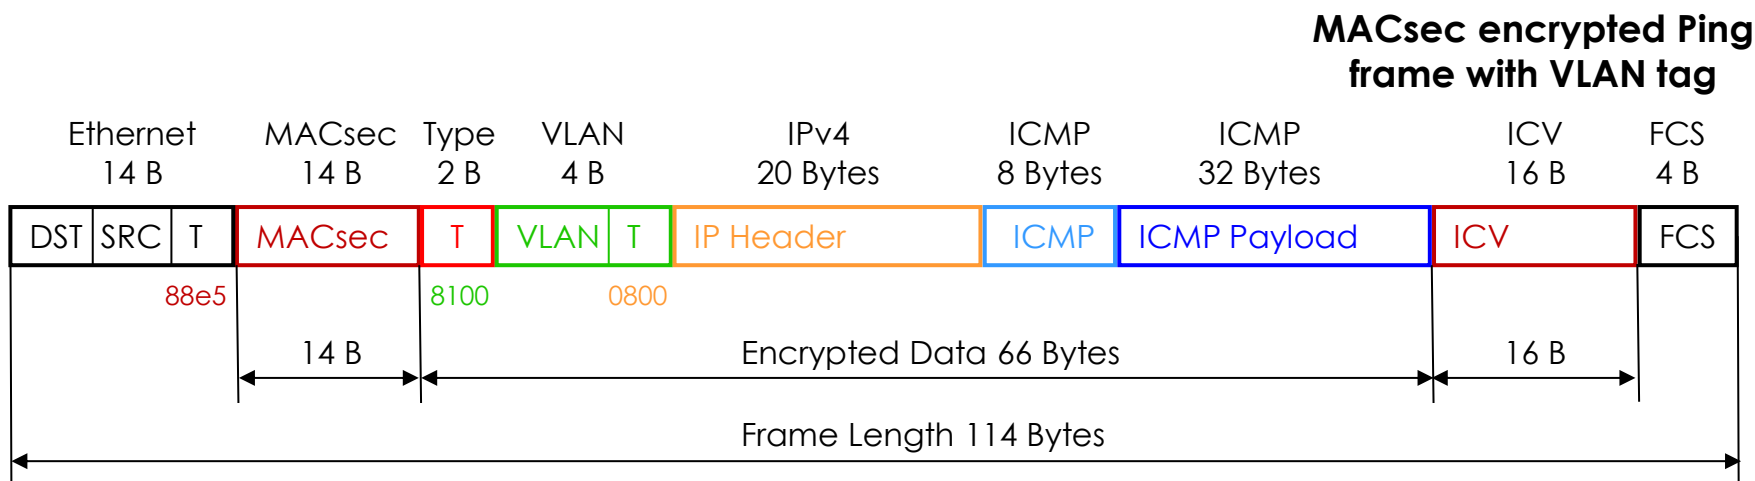 MACsec encrypted Ping
frame with VLAN tag
Ethernet MACsec Type VLAN IPv4 ICMP ICMP ICV FCS
14 B 14 B 2 B 4 B 20 Bytes 8 Bytes 32 Bytes 16 B 4 B
DST SRC T MACsec T VLAN T IP Header ICMP ICMP Payload ICV FCS
88e5 8100 0800
14 B Encrypted Data 66 Bytes 16 B
Frame Length 114 Bytes